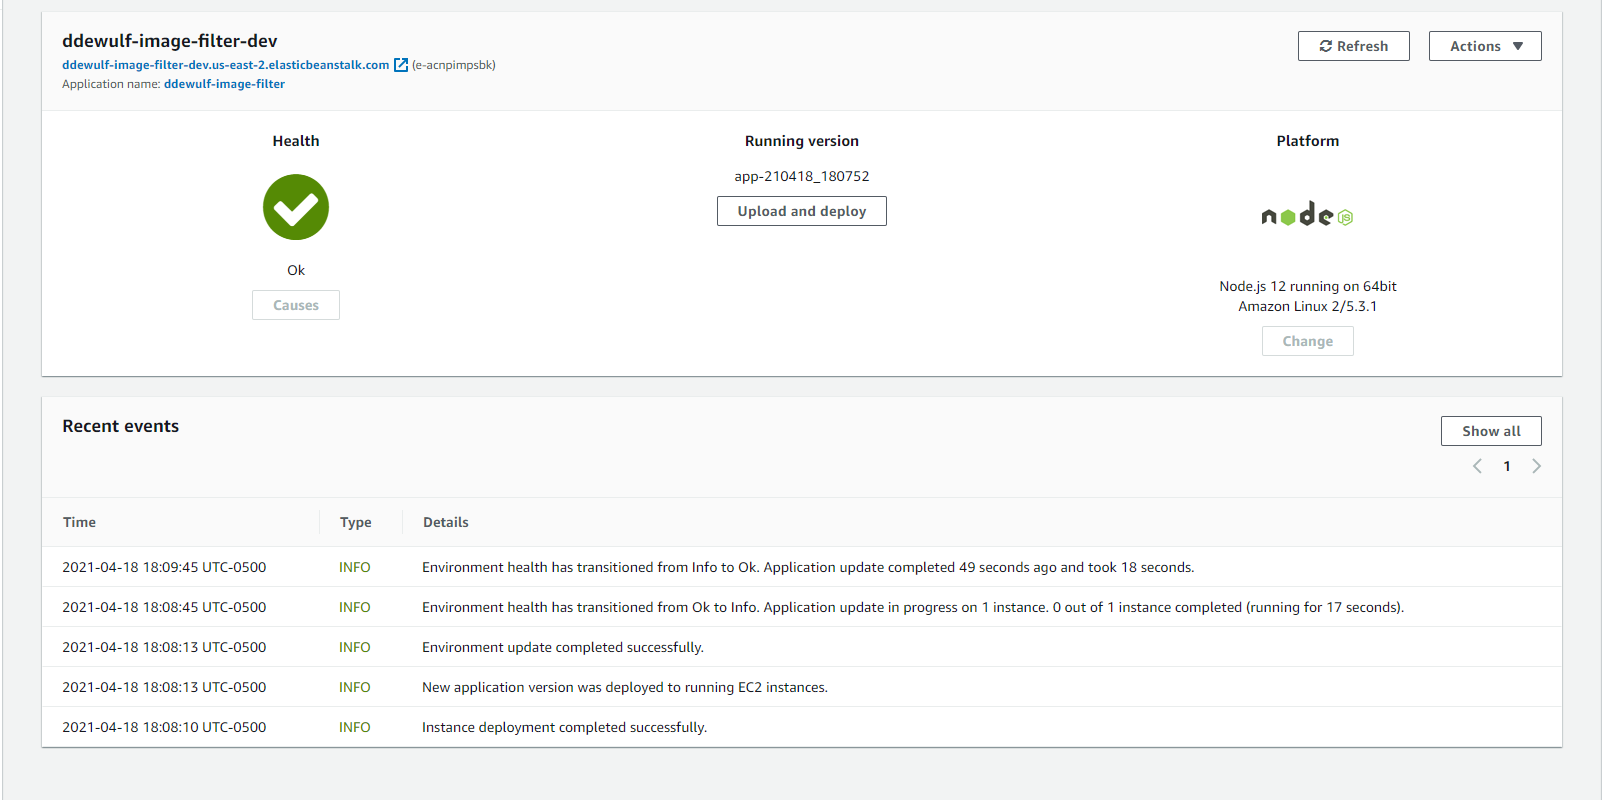 ddewulf-image-filter-dev
ddewulf-image-filter-dev.us-east-2.elasticbeanstalk.com (e-acnpimpsbk)
Application name: ddewulf-image-filter
Refresh
Actions
Health
Ok
Causes
Running version
app-210418_180752
Upload and deploy
Platform
node JS
Node.js 12 running on 64bit
Amazon Linux 2/5.3.1
Change
Recent events
Show all
1
Time Type Details
2021-04-18 18:09:45 UTC-0500 INFO Environment health has transitioned from Info to Ok. Application update completed 49 seconds ago and took 18 seconds.
2021-04-18 18:08:45 UTC-0500 INFO Environment health has transitioned from Ok to Info. Application update in progress on 1 instance. 0 out of 1 instance completed (running for 17 seconds).
2021-04-18 18:08:13 UTC-0500 INFO Environment update completed successfully.
2021-04-18 18:08:13 UTC-0500 INFO New application version was deployed to running EC2 instances.
2021-04-18 18:08:10 UTC-0500 INFO Instance deployment completed successfully.